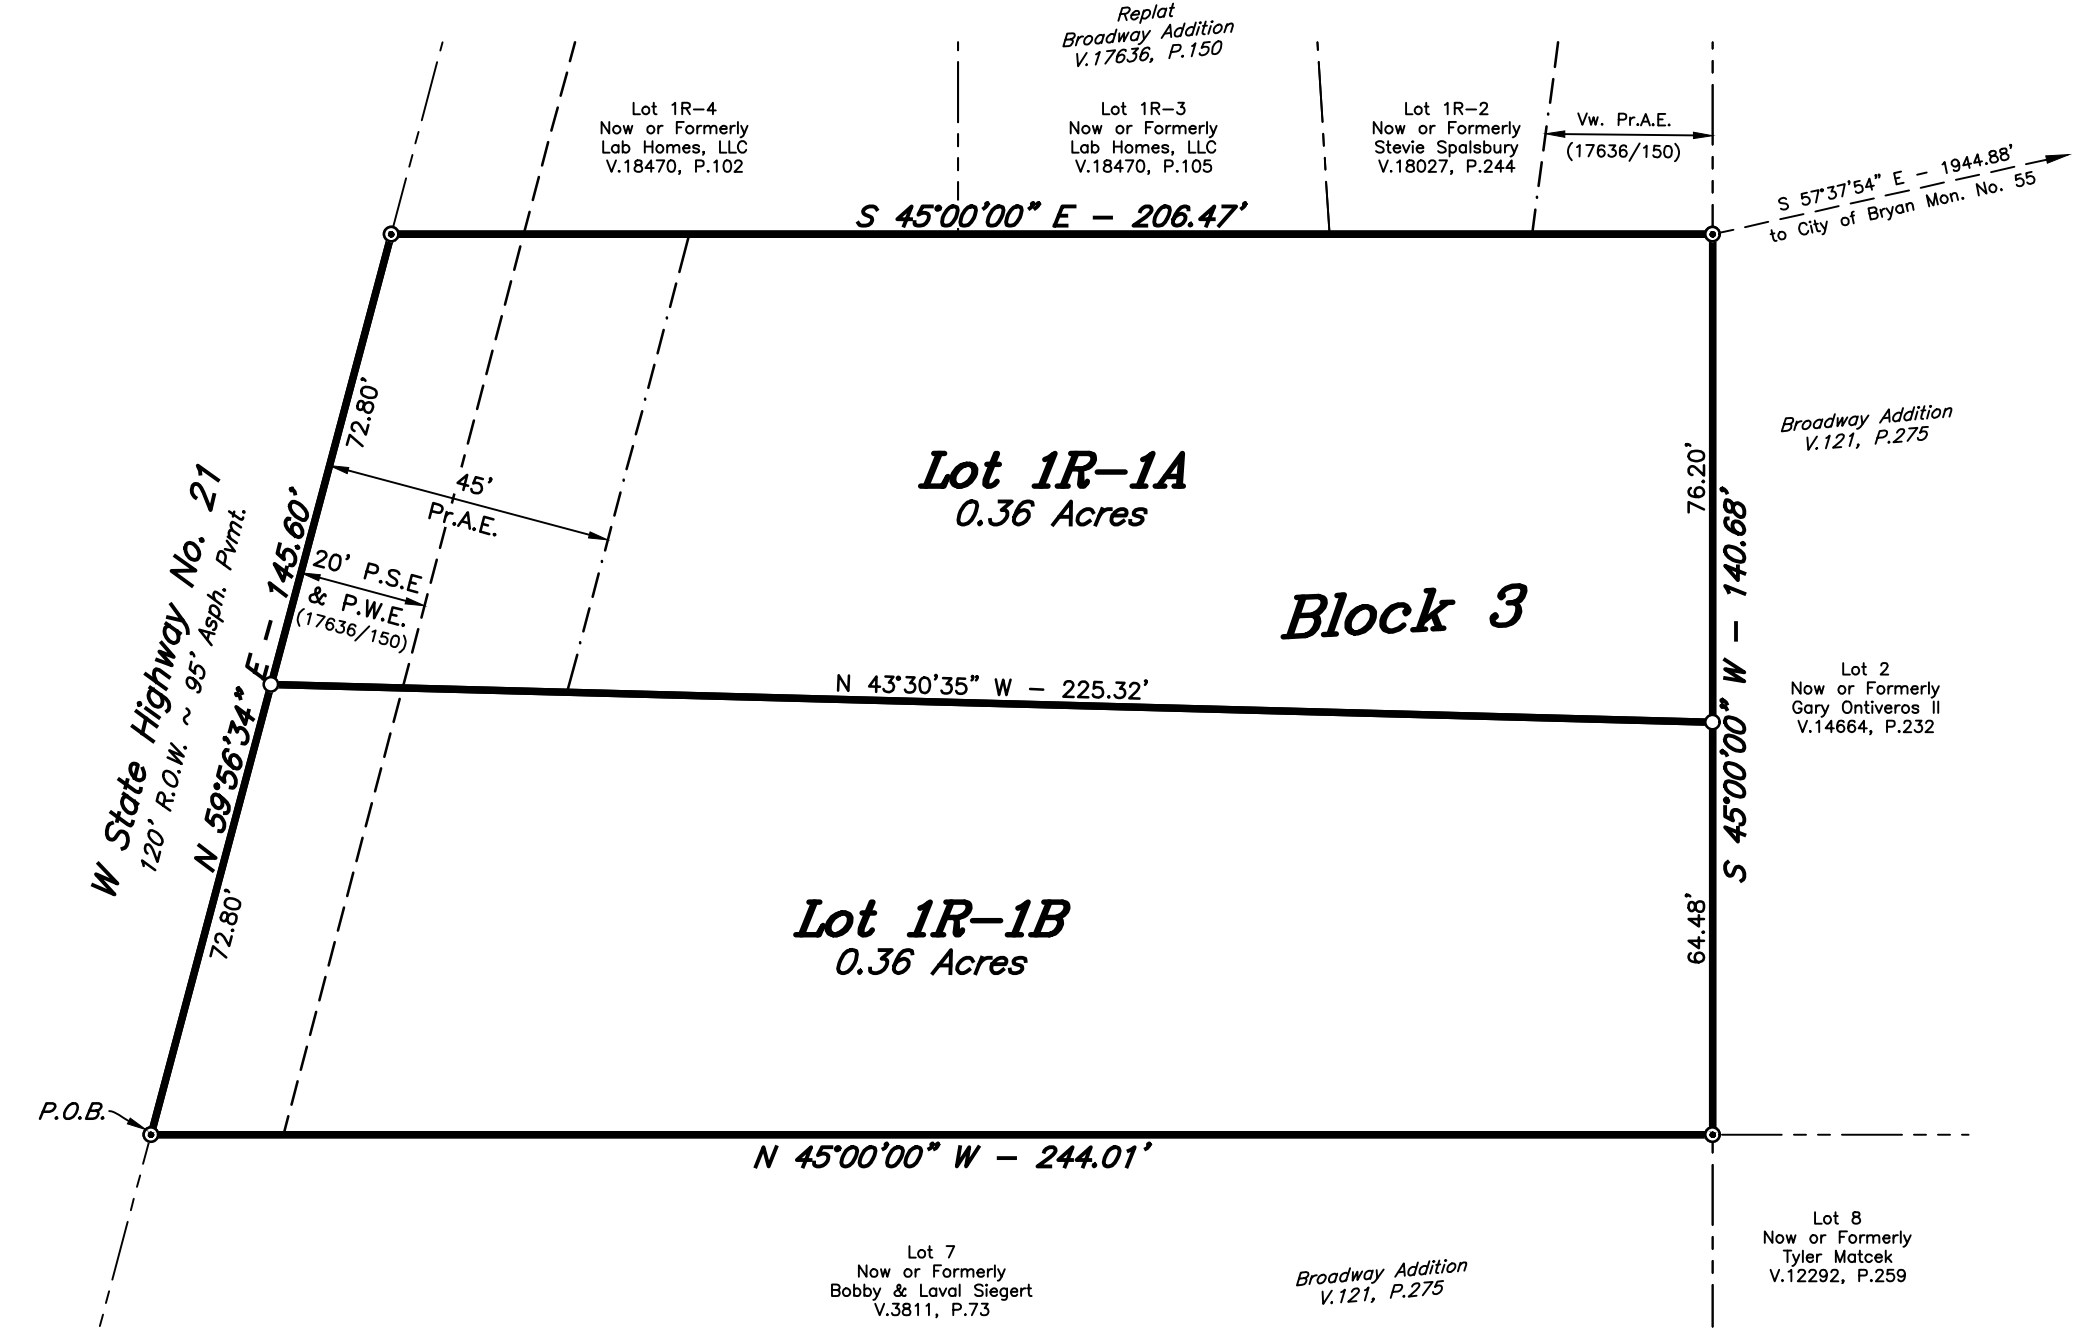 Replat
Broadway Addition
V.17636, P.150
Lot 1R-4
Now or Formerly
Lab Homes, LLC
V.18470, P.102
Lot 1R-3
Now or Formerly
Lab Homes, LLC
V.18470, P.105
Lot 1R-2
Now or Formerly
Stevie Spalsbury
V.18027, P.244
Vw. Pr.A.E.
(17636/150)
S 57°37'54" E - 1944.88'
to City of Bryan Mon. No. 55
S 45°00'00" E - 206.47'
72.80'
45'
Pr.A.E.
20' P.S.E
& P.W.E.
(17636/150)
W State Highway No. 21
120' R.O.W. ~ 95' Asph. Pvmt.
N 59°56'34" E - 145.60'
Lot 1R-1A
0.36 Acres
Block 3
76.20'
S 45°00'00" W - 140.68'
Broadway Addition
V.121, P.275
N 43°30'35" W - 225.32'
Lot 2
Now or Formerly
Gary Ontiveros II
V.14664, P.232
72.80'
Lot 1R-1B
0.36 Acres
64.48'
P.O.B.
N 45°00'00" W - 244.01'
Lot 7
Now or Formerly
Bobby & Laval Siegert
V.3811, P.73
Broadway Addition
V.121, P.275
Lot 8
Now or Formerly
Tyler Matcek
V.12292, P.259